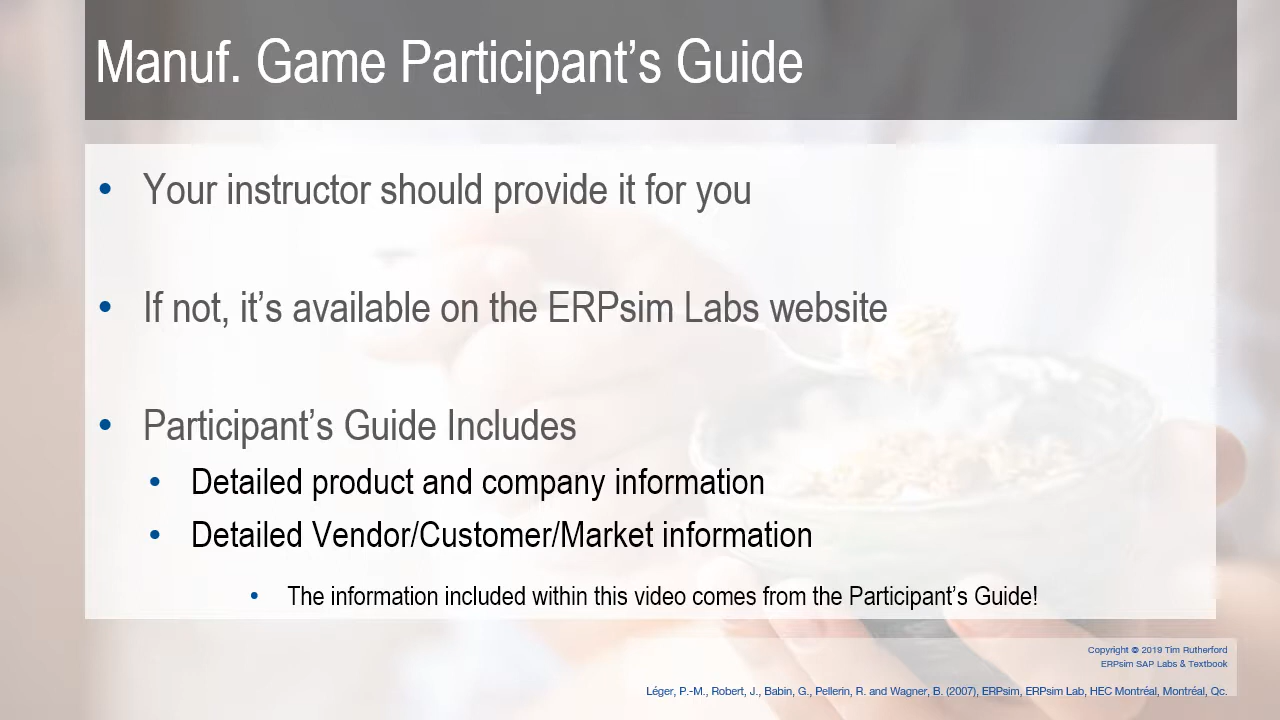 Manuf. Game Participant’s Guide
• Your instructor should provide it for you
• If not, it’s available on the ERPsim Labs website
• Participant’s Guide Includes
• Detailed product and company information
• Detailed Vendor/Customer/Market information
• The information included within this video comes from the Participant’s Guide!
Copyright © 2019 Tim Rutherford
ERPsim SAP Labs & Textbook
Léger, P.-M., Robert, J., Babin, G., Pellerin, R. and Wagner, B. (2007), ERPsim, ERPsim Lab, HEC Montréal, Montréal, Qc.